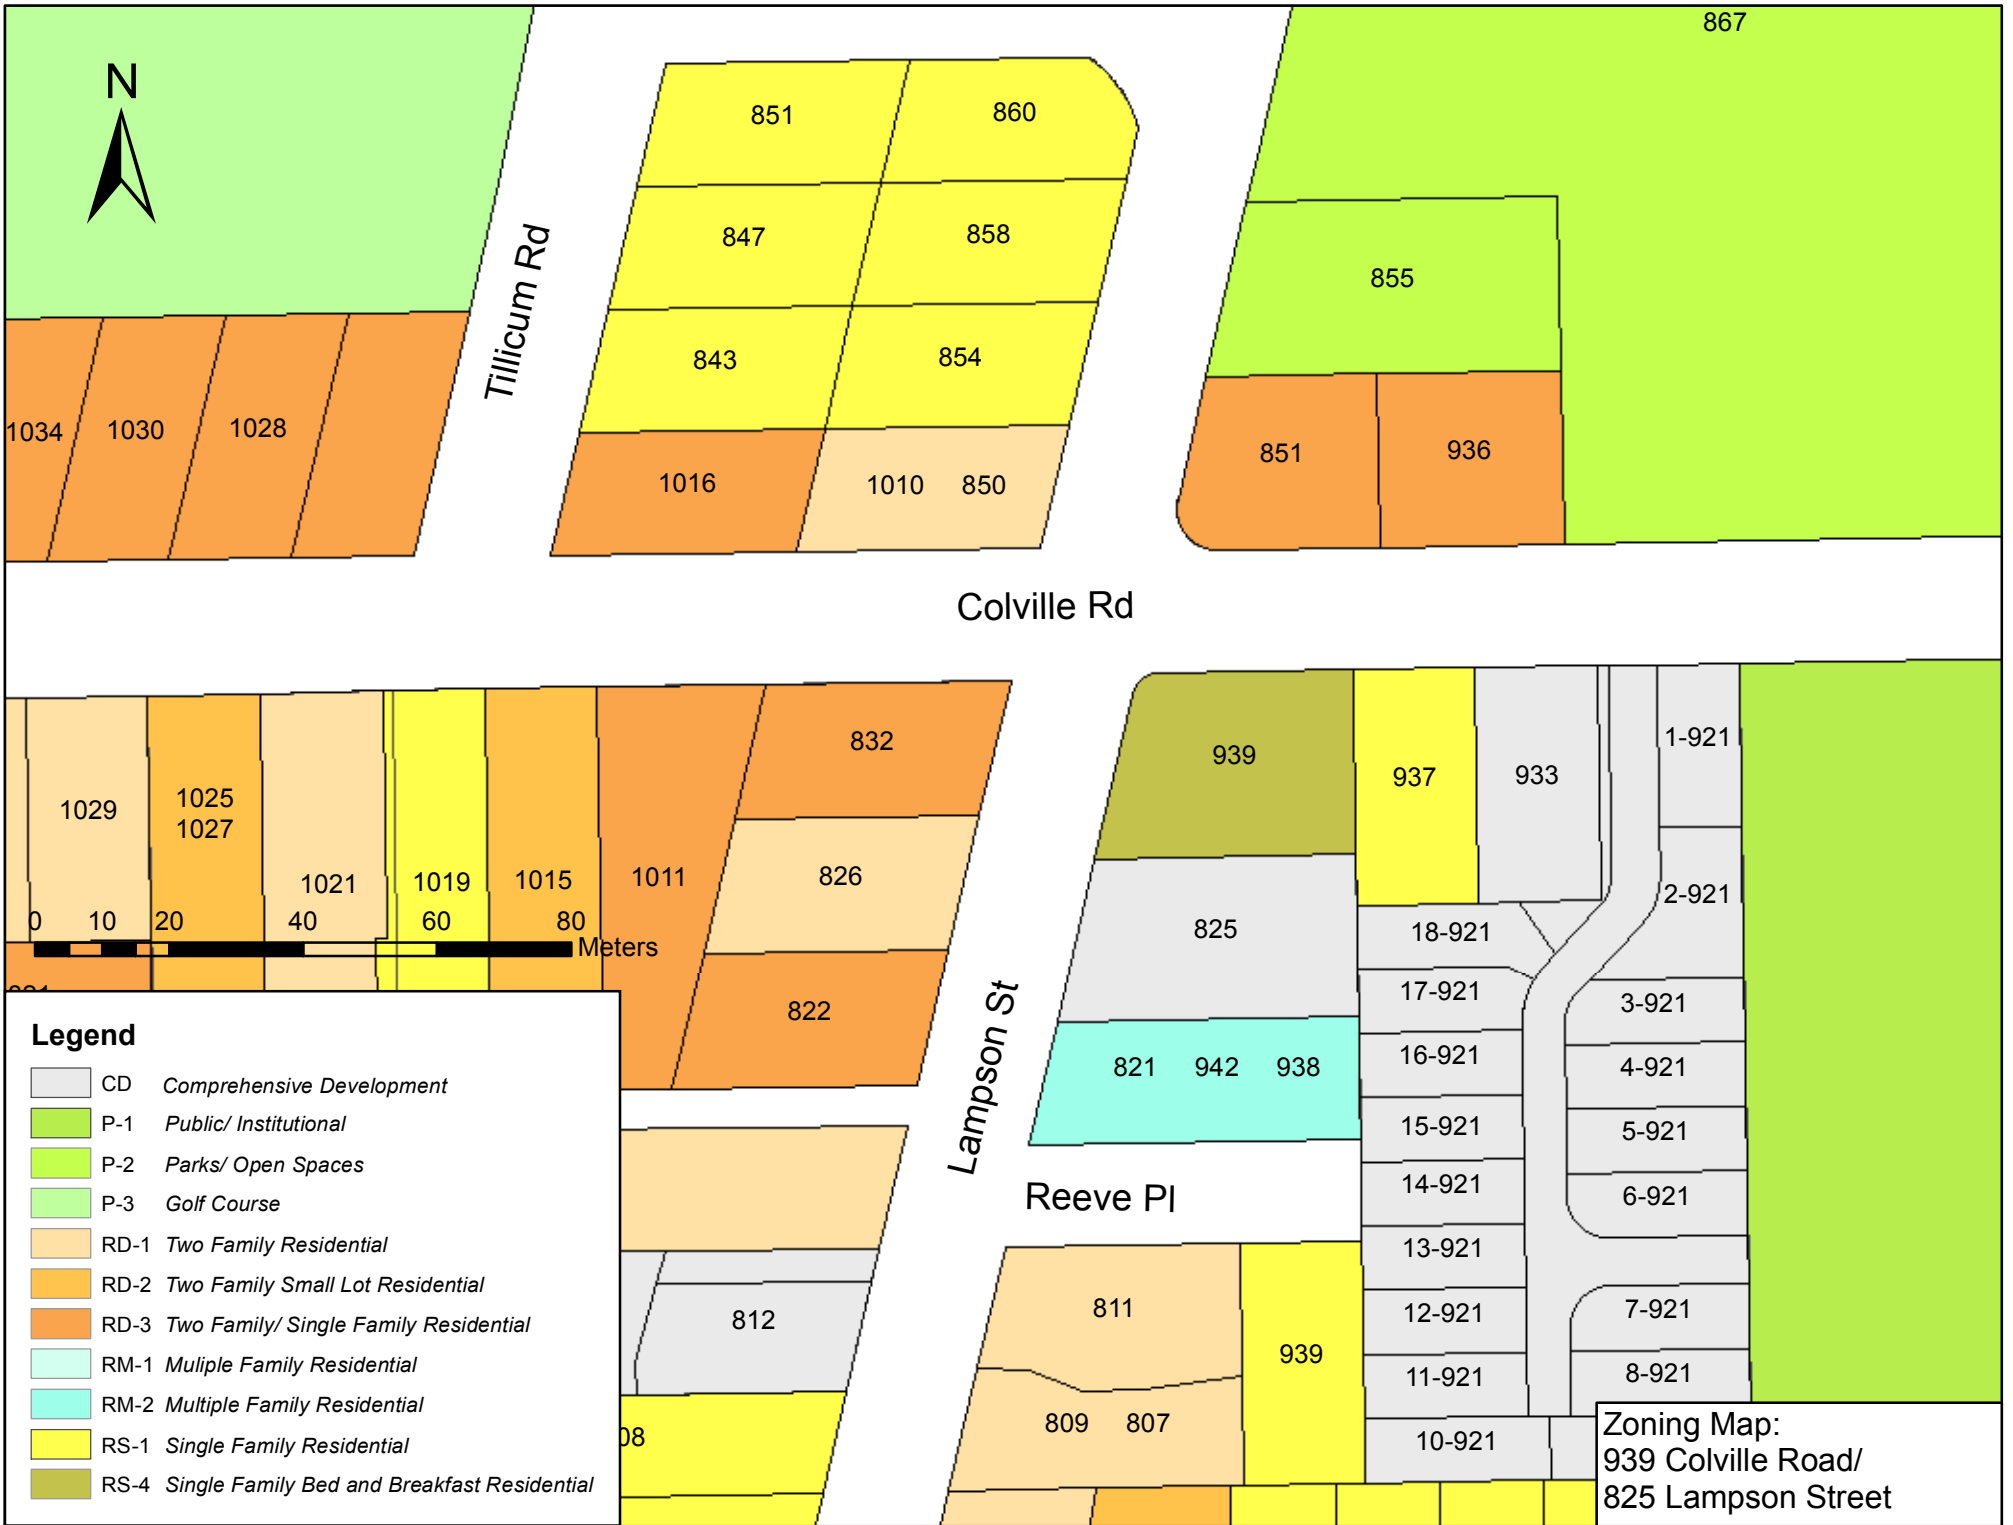 867
N
851 860
847 858
855
843 854
Tillicum Rd
1034 1030 1028
851 936
1016 1010 850
Colville Rd
832
939 937 933 1-921
1029 1025 1027
826
1021 1019 1015 1011
2-921
825
18-921
0 10 20 40 60 80 Meters
822
17-921 3-921
Lampson St
821 942 938
16-921 4-921
15-921 5-921
Reeve Pl
14-921 6-921
13-921
811
12-921 7-921
812
939
11-921 8-921
809 807
10-921
08
Legend
CD Comprehensive Development
P-1 Public/ Institutional
P-2 Parks/ Open Spaces
P-3 Golf Course
RD-1 Two Family Residential
RD-2 Two Family Small Lot Residential
RD-3 Two Family/ Single Family Residential
RM-1 Muliple Family Residential
RM-2 Multiple Family Residential
RS-1 Single Family Residential
RS-4 Single Family Bed and Breakfast Residential
Zoning Map:
939 Colville Road/
825 Lampson Street